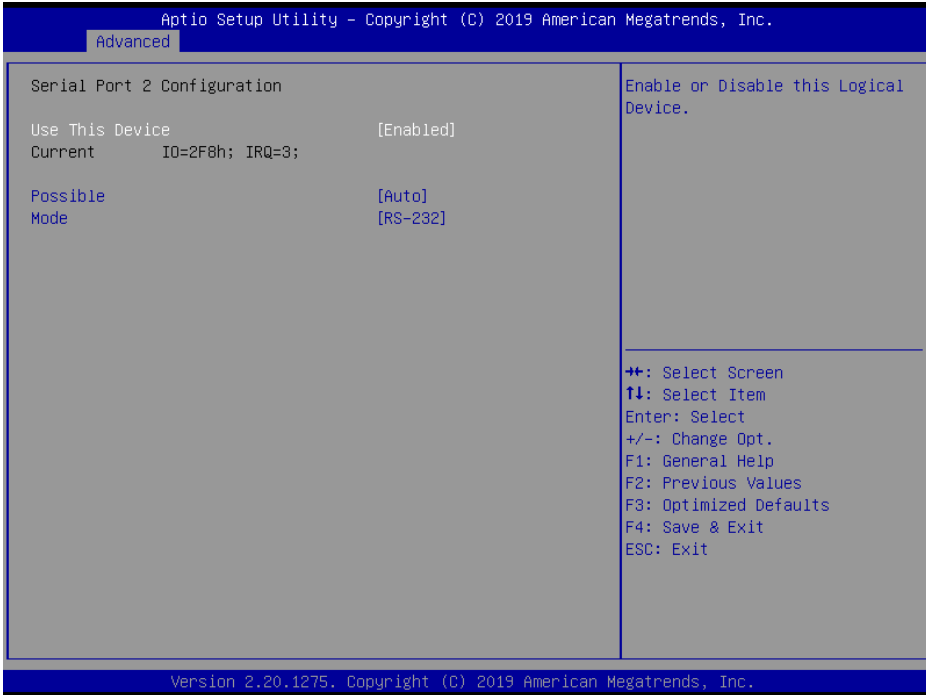 Aptio Setup Utility – Copyright (C) 2019 American Megatrends, Inc.
Advanced
Serial Port 2 Configuration
Use This Device [Enabled]
Current IO=2F8h; IRQ=3;
Possible [Auto]
Mode [RS-232]
Enable or Disable this Logical
Device.
→←: Select Screen
↑↓: Select Item
Enter: Select
+/-: Change Opt.
F1: General Help
F2: Previous Values
F3: Optimized Defaults
F4: Save & Exit
ESC: Exit
Version 2.20.1275. Copyright (C) 2019 American Megatrends, Inc.